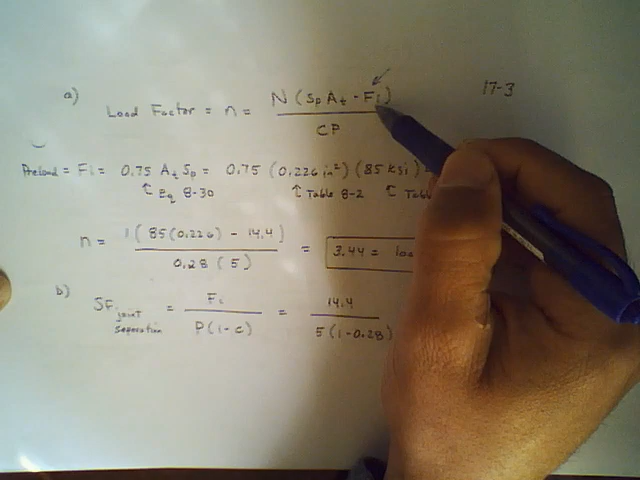 a)
17-3
Load Factor = n = N (Sp At - Fi) / CP
Preload = Fi = 0.75 At Sp = 0.75 (0.226 in²) (85 ksi) =
↑ Eq 8-30 ↑ Table 8-2 ↑
n = 1 ( 85(0.226) - 14.4 ) / 0.28 (5) = 3.44 =
b)
SF joint separation = Fi / P(1-c) = 14.4 / 5(1-0.28)